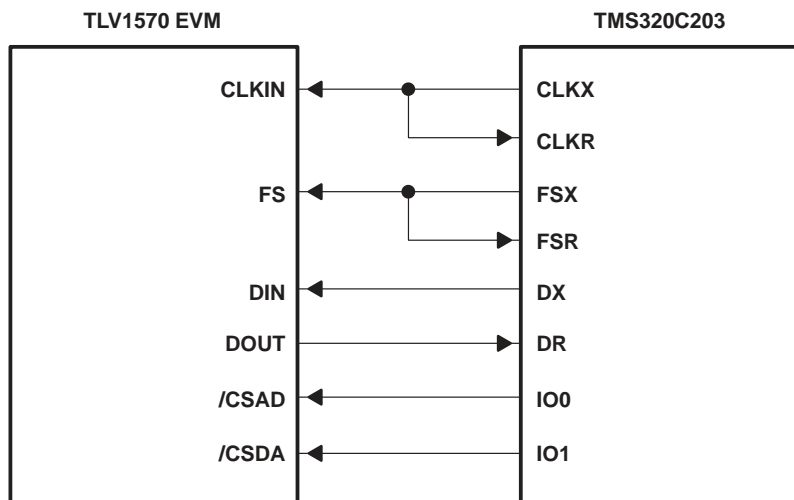 TLV1570 EVM
TMS320C203
CLKIN
CLKX
CLKR
FS
FSX
FSR
DIN
DX
DOUT
DR
/CSAD
IO0
/CSDA
IO1